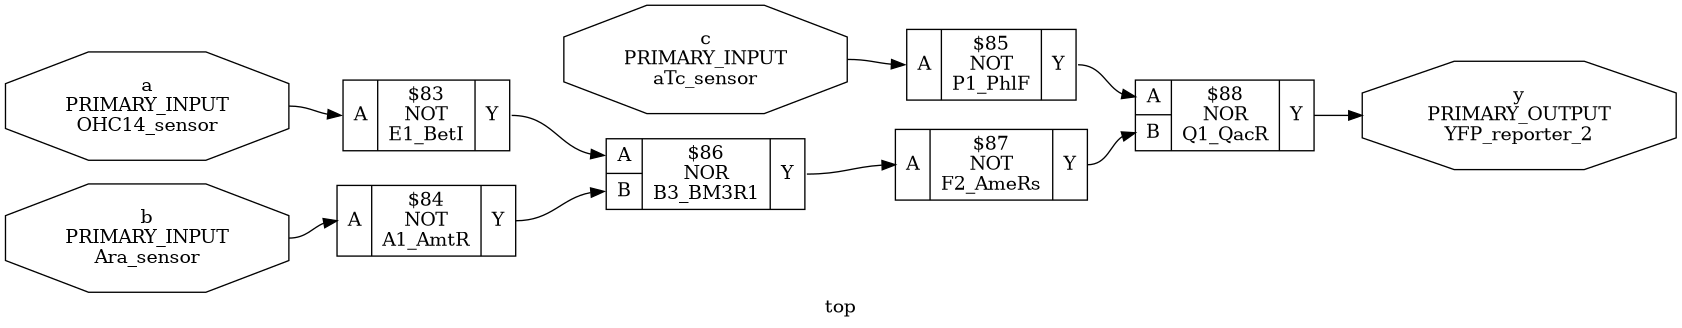 a
PRIMARY_INPUT
OHC14_sensor
A
$83
NOT
E1_BetI
Y
b
PRIMARY_INPUT
Ara_sensor
A
$84
NOT
A1_AmtR
Y
A
B
$86
NOR
B3_BM3R1
Y
c
PRIMARY_INPUT
aTc_sensor
A
$85
NOT
P1_PhlF
Y
A
$87
NOT
F2_AmeRs
Y
A
B
$88
NOR
Q1_QacR
Y
y
PRIMARY_OUTPUT
YFP_reporter_2
top